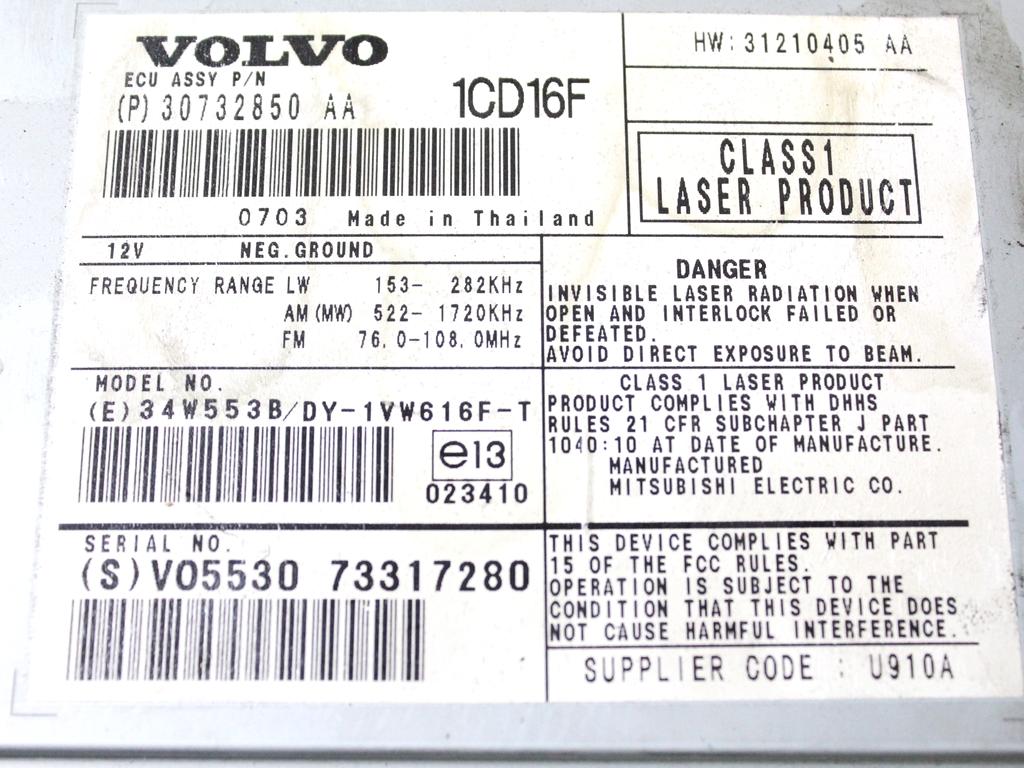 VOLVO
ECU ASSY P/N
(P) 30732850 AA
1CD16F
0703 Made in Thailand
HW: 31210405 AA
CLASS1
LASER PRODUCT
12V NEG. GROUND
FREQUENCY RANGE LW 153- 282KHz
AM (MW) 522- 1720KHz
FM 76.0-108.0MHz
DANGER
INVISIBLE LASER RADIATION WHEN
OPEN AND INTERLOCK FAILED OR
DEFEATED.
AVOID DIRECT EXPOSURE TO BEAM.
MODEL NO.
(E) 34W553B/DY-1VW616F-T
e13
023410
CLASS 1 LASER PRODUCT
PRODUCT COMPLIES WITH DHHS
RULES 21 CFR SUBCHAPTER J PART
1040:10 AT DATE OF MANUFACTURE.
MANUFACTURED
MITSUBISHI ELECTRIC CO.
SERIAL NO.
(S) VO5530 73317280
THIS DEVICE COMPLIES WITH PART
15 OF THE FCC RULES.
OPERATION IS SUBJECT TO THE
CONDITION THAT THIS DEVICE DOES
NOT CAUSE HARMFUL INTERFERENCE.
SUPPLIER CODE : U910A